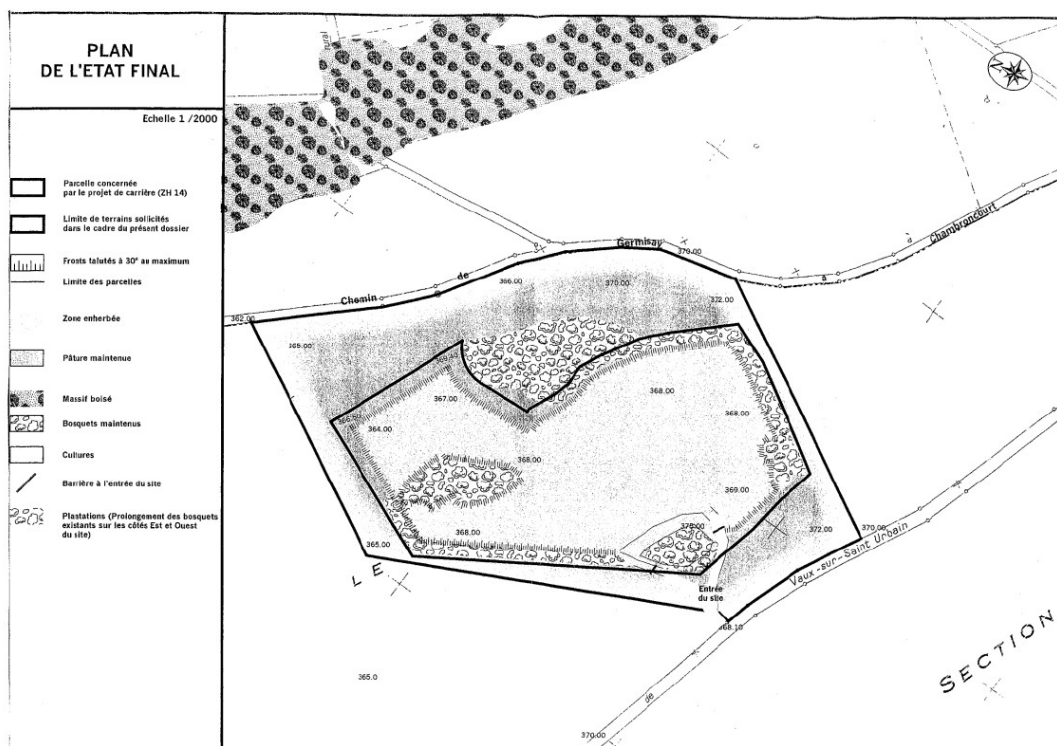 PLAN
DE L'ETAT FINAL
Echelle 1 /2000
Parcelle concernée
par le projet de carrière (ZH 14)
Limite de terrains sollicités
dans le cadre du présent dossier
Fronts talutés à 30° au maximum
Limite des parcelles
Zone enherbée
Pâture maintenue
Massif boisé
Bosquets maintenus
Cultures
Barrière à l'entrée du site
Plastations (Prolongement des bosquets
existants sur les côtés Est et Ouest
du site)
rural
N
Chemin de Germisay à Chambroncourt
362.00
366.00
370.00
370.00
372.00
365.00
367.00
368.00
368.00
364.00
368.00
369.00
368.00
370.00
372.00
370.00
365.00
Entrée
du site
368.10
de Vaux-sur-Saint Urbain
LE
365.0
370.00
SECTION